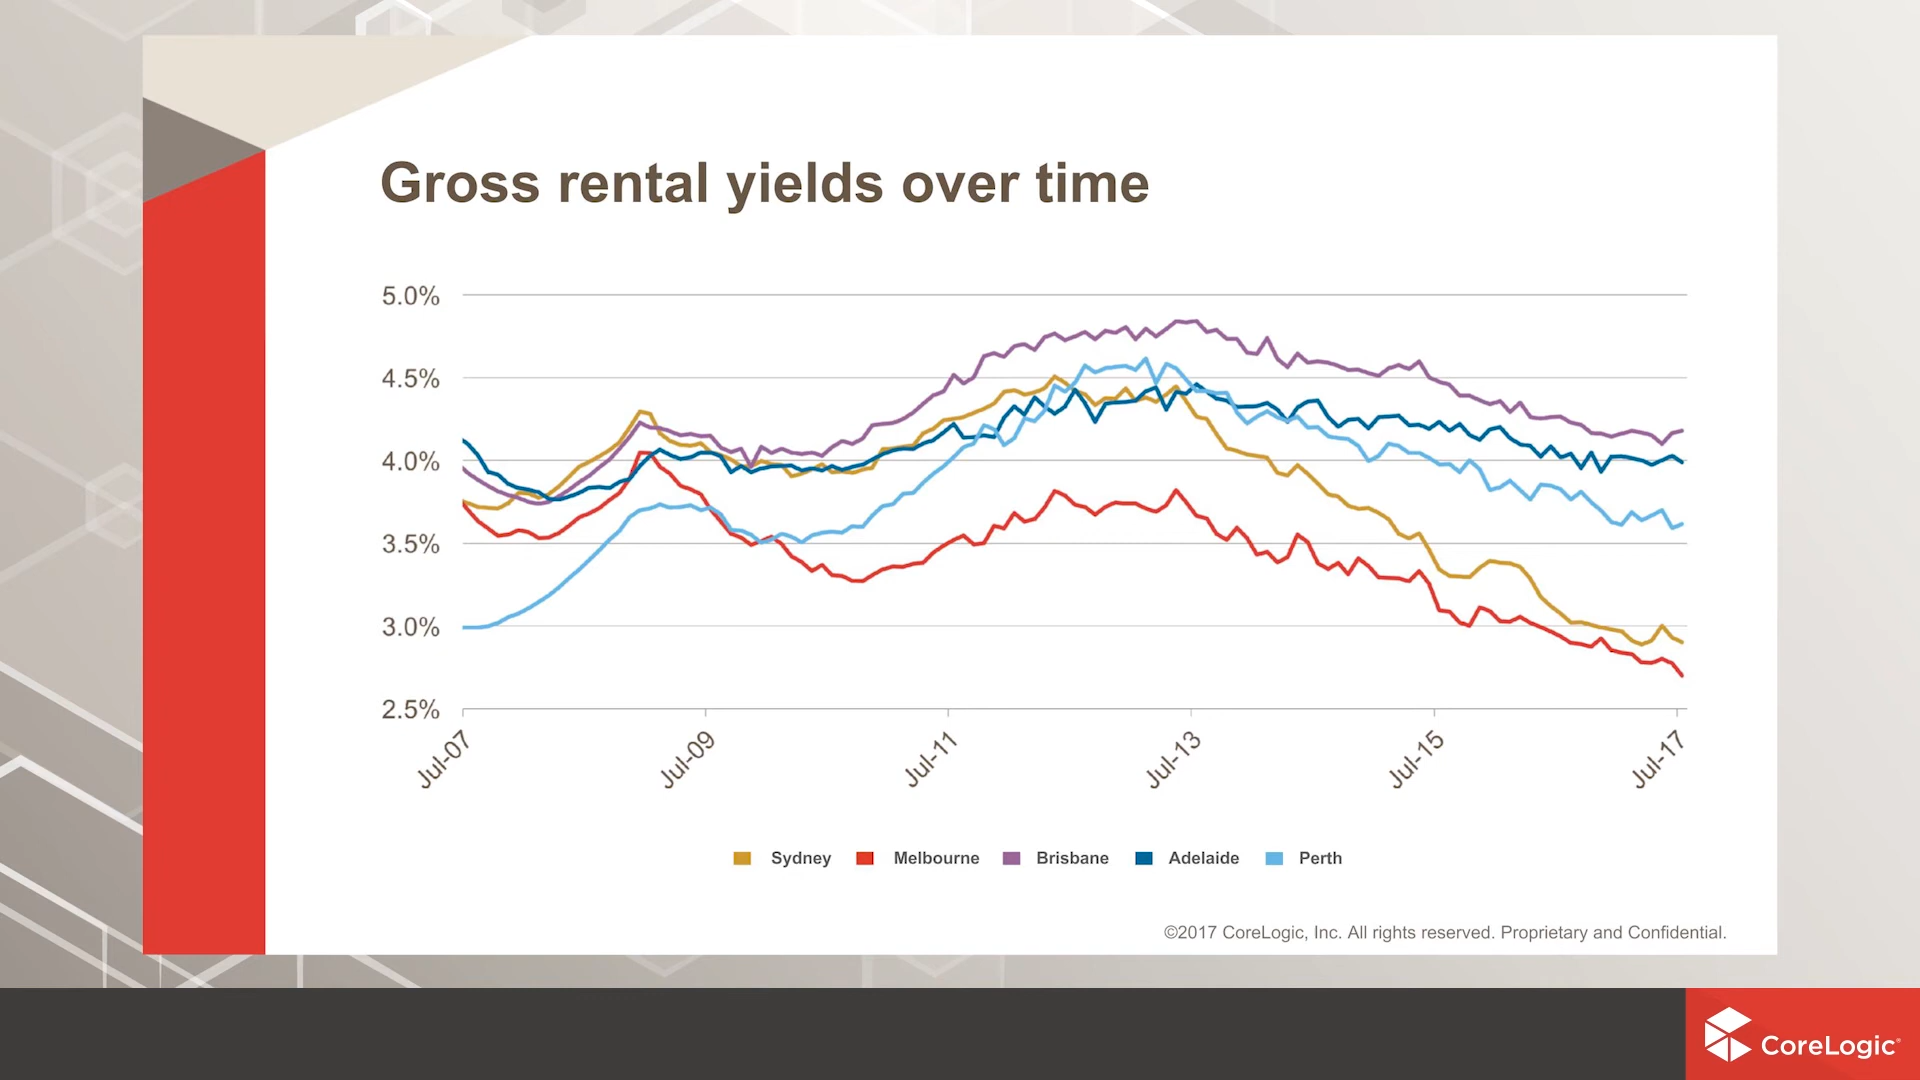 Gross rental yields over time
5.0%
4.5%
4.0%
3.5%
3.0%
2.5%
Jul-07 Jul-09 Jul-11 Jul-13 Jul-15 Jul-17
Sydney Melbourne Brisbane Adelaide Perth
©2017 CoreLogic, Inc. All rights reserved. Proprietary and Confidential.
CoreLogic